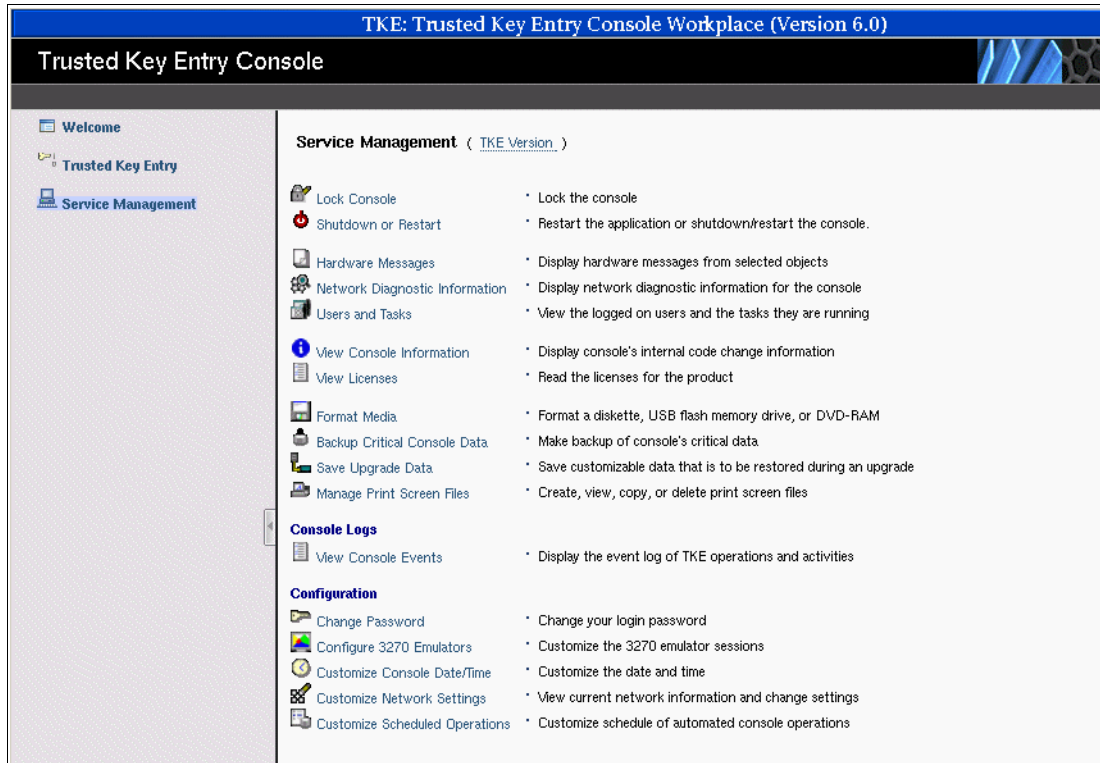 TKE: Trusted Key Entry Console Workplace (Version 6.0)
Trusted Key Entry Console
Welcome
Trusted Key Entry
Service Management
Service Management ( TKE Version )
Lock Console · Lock the console
Shutdown or Restart · Restart the application or shutdown/restart the console.
Hardware Messages · Display hardware messages from selected objects
Network Diagnostic Information · Display network diagnostic information for the console
Users and Tasks · View the logged on users and the tasks they are running
View Console Information · Display console's internal code change information
View Licenses · Read the licenses for the product
Format Media · Format a diskette, USB flash memory drive, or DVD-RAM
Backup Critical Console Data · Make backup of console's critical data
Save Upgrade Data · Save customizable data that is to be restored during an upgrade
Manage Print Screen Files · Create, view, copy, or delete print screen files
Console Logs
View Console Events · Display the event log of TKE operations and activities
Configuration
Change Password · Change your login password
Configure 3270 Emulators · Customize the 3270 emulator sessions
Customize Console Date/Time · Customize the date and time
Customize Network Settings · View current network information and change settings
Customize Scheduled Operations · Customize schedule of automated console operations